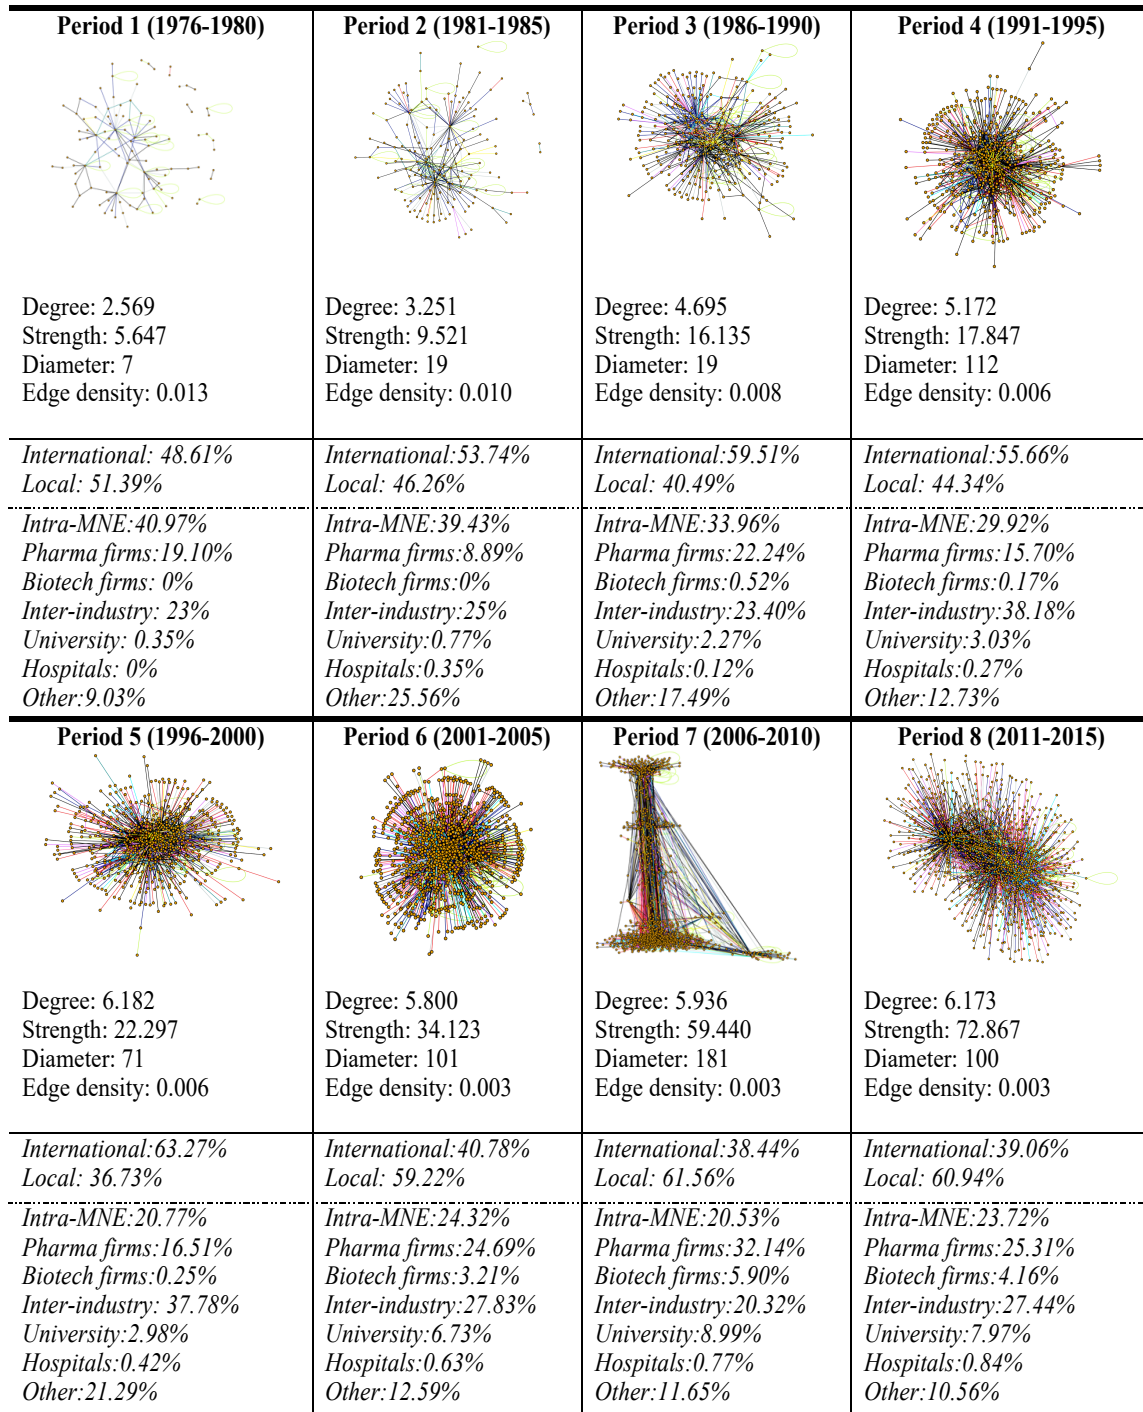 Period 1 (1976-1980)
Degree: 2.569
Strength: 5.647
Diameter: 7
Edge density: 0.013
International: 48.61%
Local: 51.39%
Intra-MNE:40.97%
Pharma firms:19.10%
Biotech firms: 0%
Inter-industry: 23%
University: 0.35%
Hospitals: 0%
Other:9.03%
Period 2 (1981-1985)
Degree: 3.251
Strength: 9.521
Diameter: 19
Edge density: 0.010
International:53.74%
Local: 46.26%
Intra-MNE:39.43%
Pharma firms:8.89%
Biotech firms:0%
Inter-industry:25%
University:0.77%
Hospitals:0.35%
Other:25.56%
Period 3 (1986-1990)
Degree: 4.695
Strength: 16.135
Diameter: 19
Edge density: 0.008
International:59.51%
Local: 40.49%
Intra-MNE:33.96%
Pharma firms:22.24%
Biotech firms:0.52%
Inter-industry:23.40%
University:2.27%
Hospitals:0.12%
Other:17.49%
Period 4 (1991-1995)
Degree: 5.172
Strength: 17.847
Diameter: 112
Edge density: 0.006
International:55.66%
Local: 44.34%
Intra-MNE:29.92%
Pharma firms:15.70%
Biotech firms:0.17%
Inter-industry:38.18%
University:3.03%
Hospitals:0.27%
Other:12.73%
Period 5 (1996-2000)
Degree: 6.182
Strength: 22.297
Diameter: 71
Edge density: 0.006
International:63.27%
Local: 36.73%
Intra-MNE:20.77%
Pharma firms:16.51%
Biotech firms:0.25%
Inter-industry: 37.78%
University:2.98%
Hospitals:0.42%
Other:21.29%
Period 6 (2001-2005)
Degree: 5.800
Strength: 34.123
Diameter: 101
Edge density: 0.003
International:40.78%
Local: 59.22%
Intra-MNE:24.32%
Pharma firms:24.69%
Biotech firms:3.21%
Inter-industry:27.83%
University:6.73%
Hospitals:0.63%
Other:12.59%
Period 7 (2006-2010)
Degree: 5.936
Strength: 59.440
Diameter: 181
Edge density: 0.003
International:38.44%
Local: 61.56%
Intra-MNE:20.53%
Pharma firms:32.14%
Biotech firms:5.90%
Inter-industry:20.32%
University:8.99%
Hospitals:0.77%
Other:11.65%
Period 8 (2011-2015)
Degree: 6.173
Strength: 72.867
Diameter: 100
Edge density: 0.003
International:39.06%
Local: 60.94%
Intra-MNE:23.72%
Pharma firms:25.31%
Biotech firms:4.16%
Inter-industry:27.44%
University:7.97%
Hospitals:0.84%
Other:10.56%